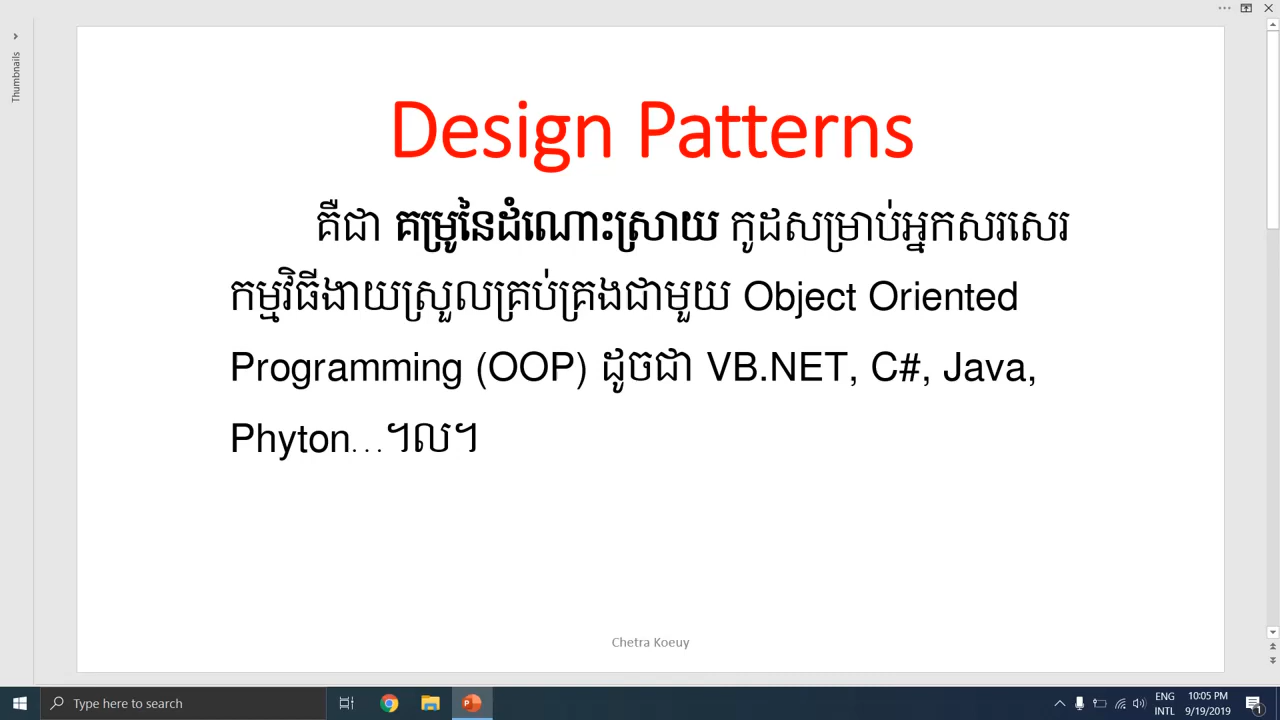 Thumbnails
Design Patterns
គឺជា គម្រូនៃដំណោះស្រាយ កូដសម្រាប់អ្នកសរសេរ
កម្មវិធីងាយស្រួលគ្រប់គ្រងជាមួយ Object Oriented
Programming (OOP) ដូចជា VB.NET, C#, Java,
Phyton…។ល។
Chetra Koeuy
Type here to search
ENG
INTL
10:05 PM
9/19/2019
1